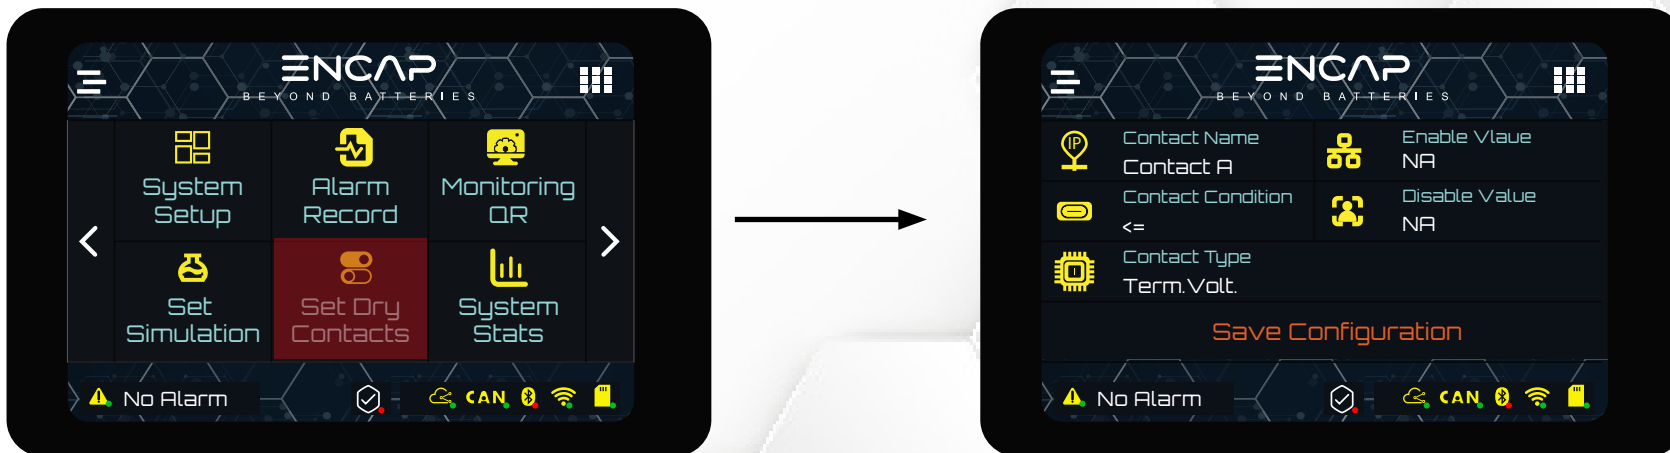 ENCAP
BEYOND BATTERIES
System
Setup
Alarm
Record
Monitoring
QR
Set
Simulation
Set Dry
Contacts
System
Stats
No Alarm
CAN
ENCAP
BEYOND BATTERIES
IP
Contact Name
Contact A
Enable Vlaue
NA
Contact Condition
<=
Disable Value
NA
Contact Type
Term.Volt.
Save Configuration
No Alarm
CAN